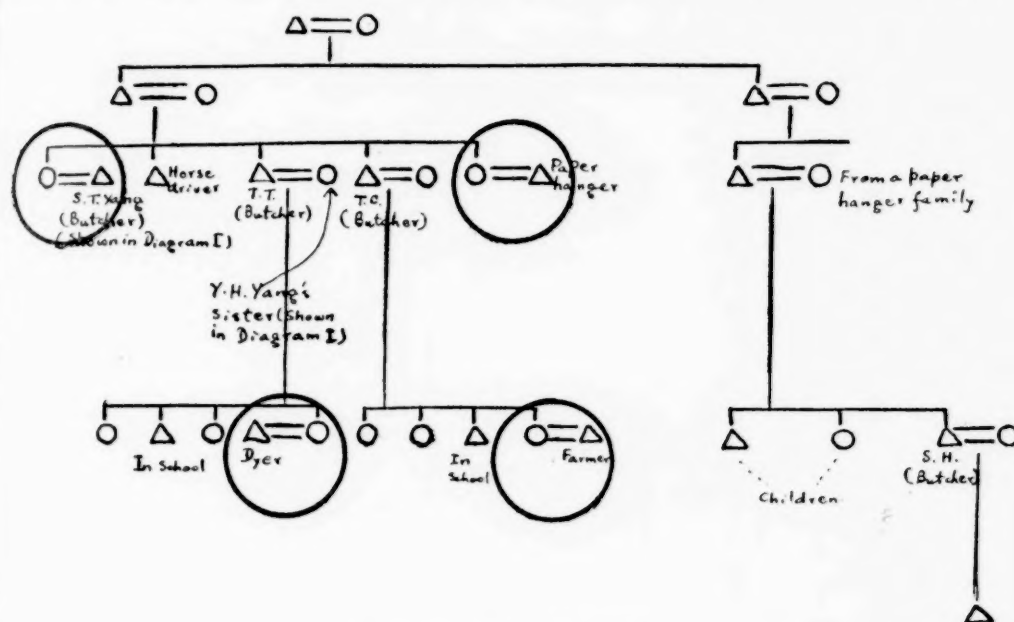 Horse
driver
S.T. Yang
(Butcher)
(Shown in Diagram I)
T.T.
(Butcher)
T.C.
(Butcher)
Paper
hanger
From a paper
hanger family
Y.H. Yang's
Sister (Shown
in Diagram I)
In School
Dyer
In
School
Farmer
Children
S.H.
(Butcher)